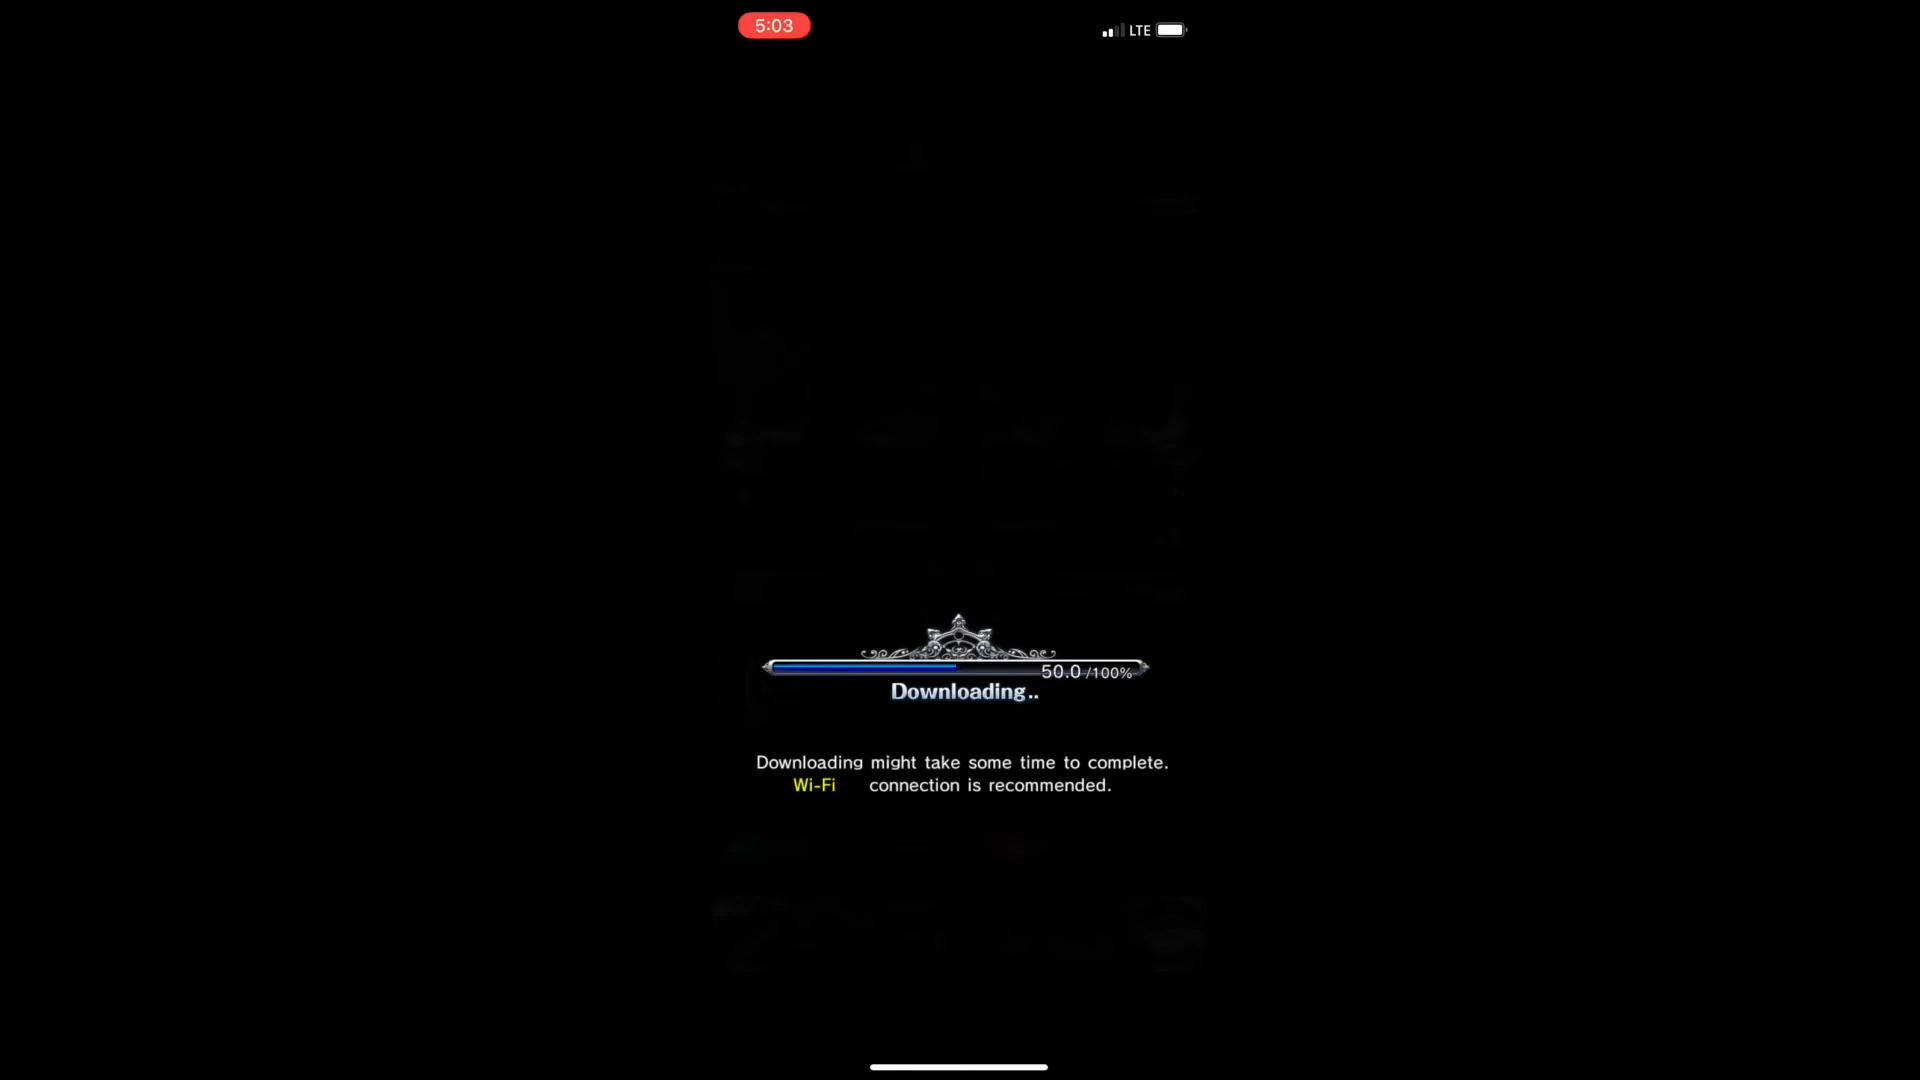 5:03
LTE
50.0 /100%
Downloading..
Downloading might take some time to complete.
Wi-Fi connection is recommended.